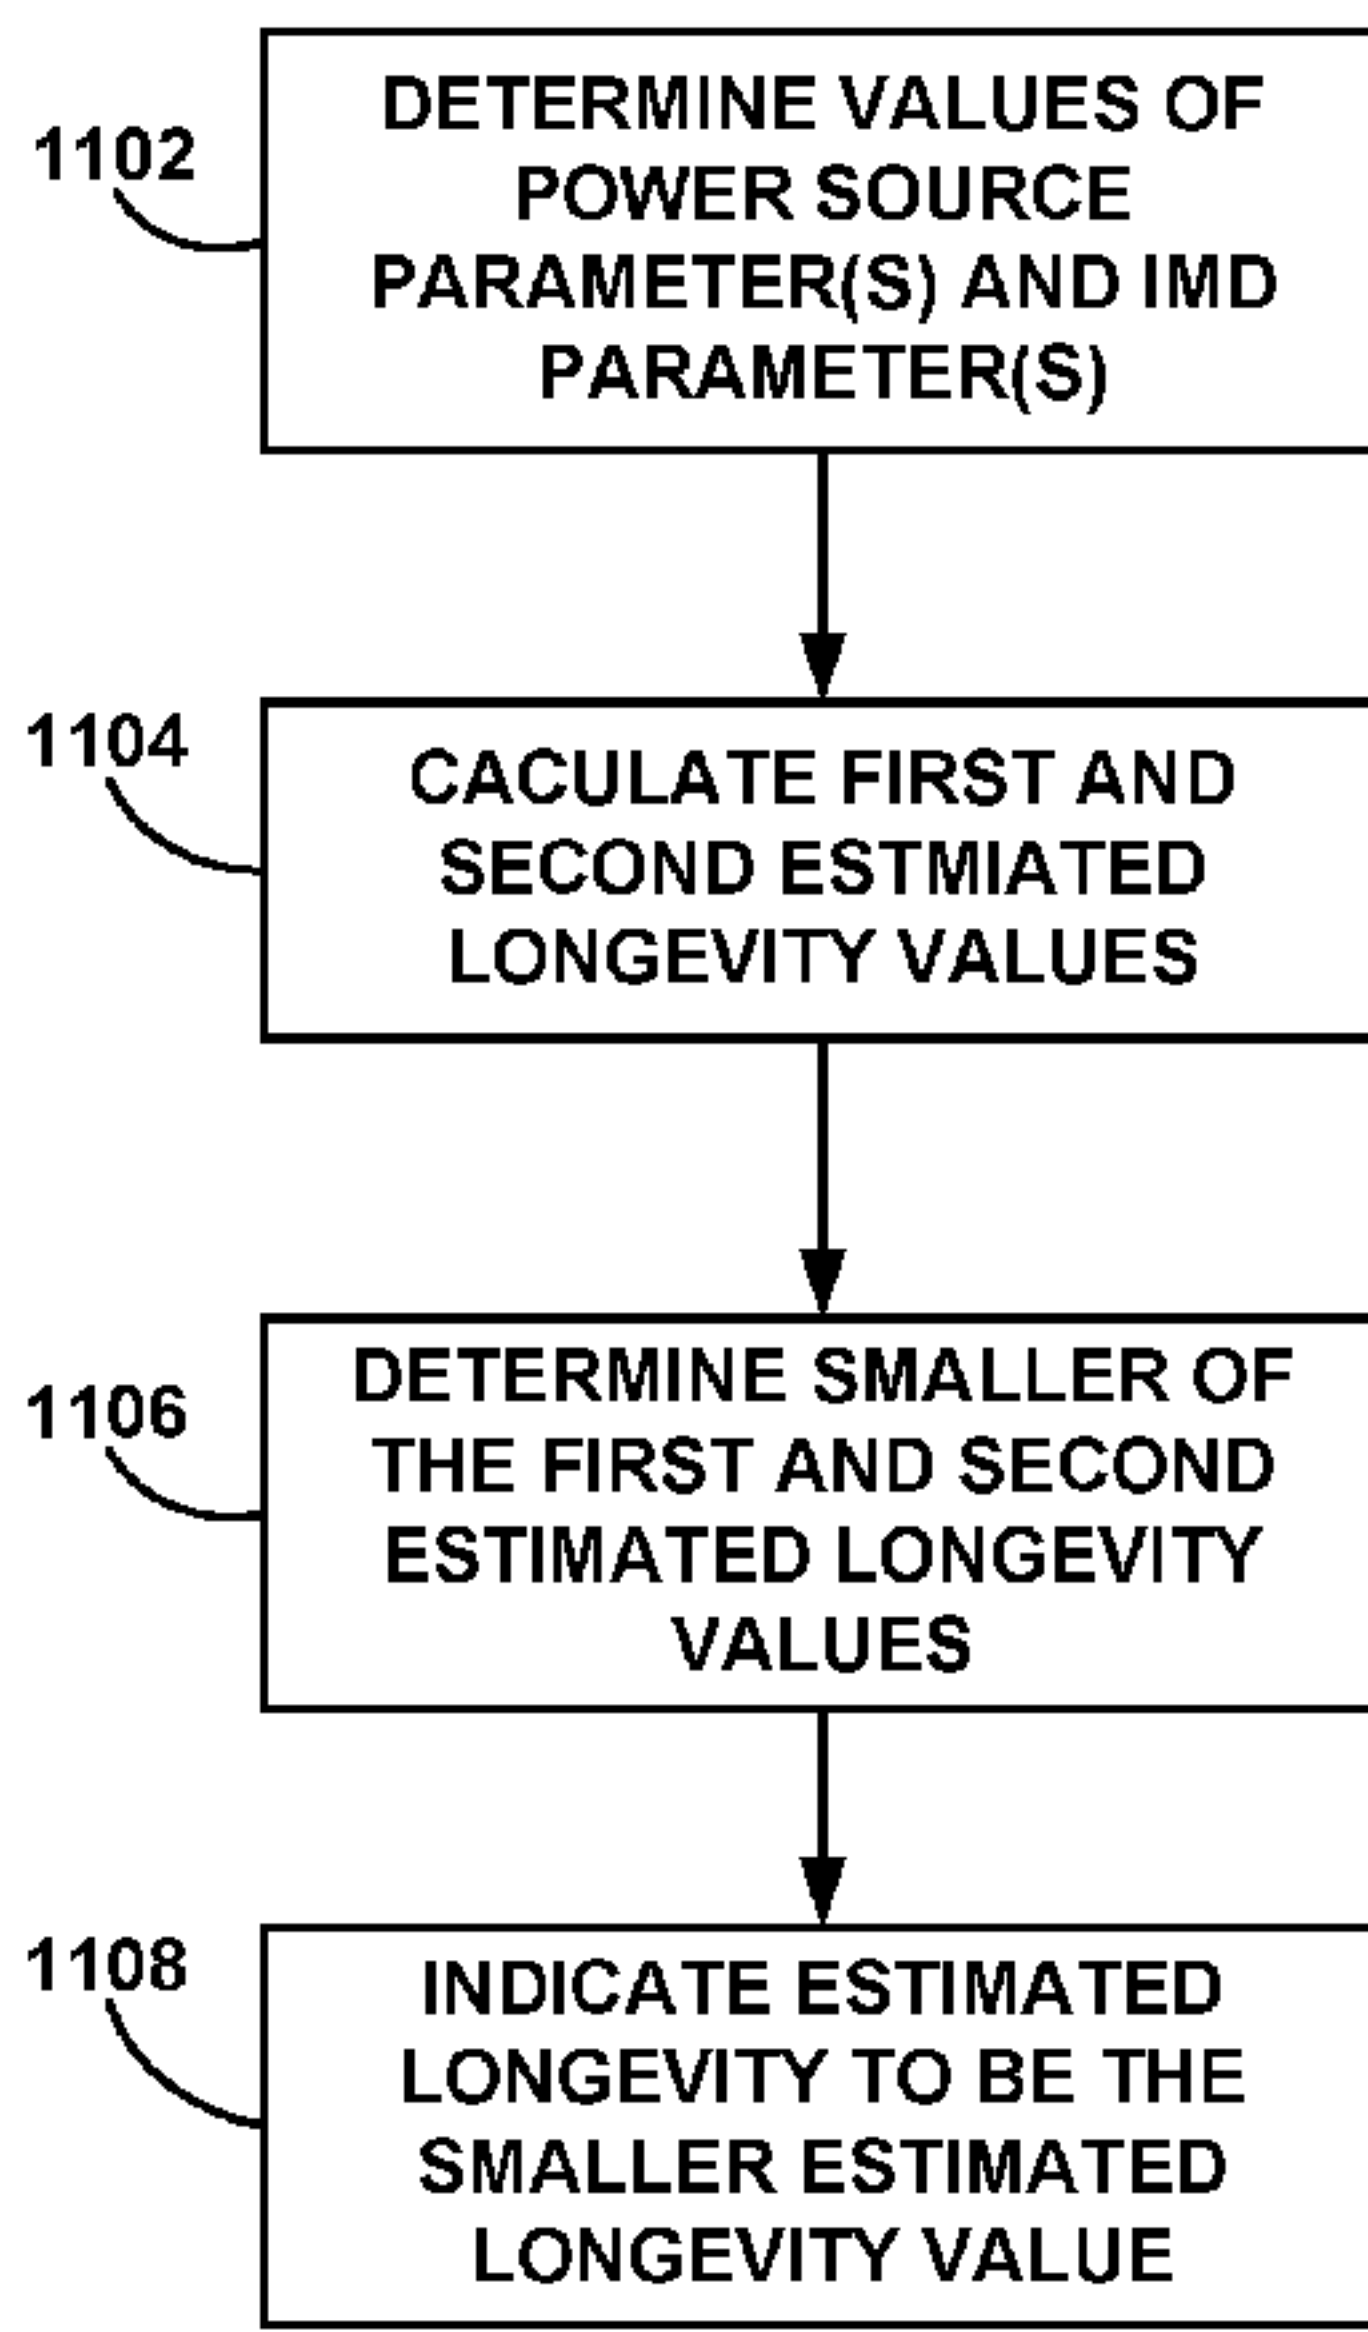 1102
DETERMINE VALUES OF
POWER SOURCE
PARAMETER(S) AND IMD
PARAMETER(S)
1104
CACULATE FIRST AND
SECOND ESTMIATED
LONGEVITY VALUES
1106
DETERMINE SMALLER OF
THE FIRST AND SECOND
ESTIMATED LONGEVITY
VALUES
1108
INDICATE ESTIMATED
LONGEVITY TO BE THE
SMALLER ESTIMATED
LONGEVITY VALUE